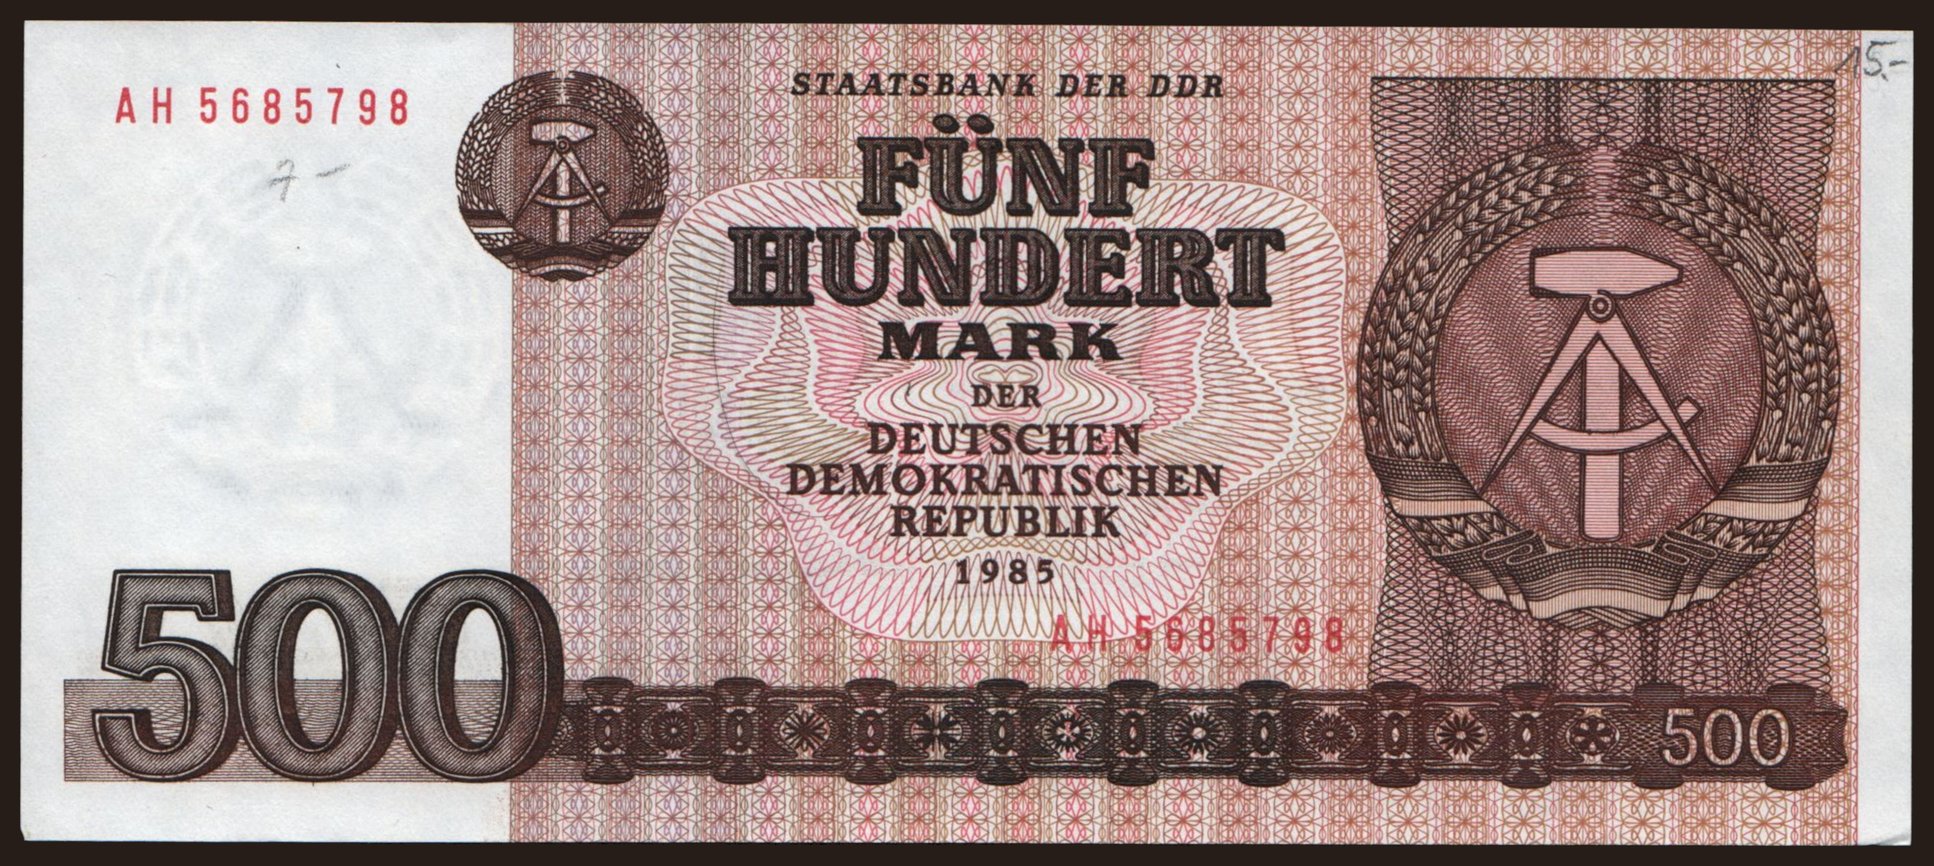 15.-
AH 5685798
STAATSBANK DER DDR
7 -
FÜNF
HUNDERT
MARK
DER
DEUTSCHEN
DEMOKRATISCHEN
REPUBLIK
1985
AH 5685798
500
500